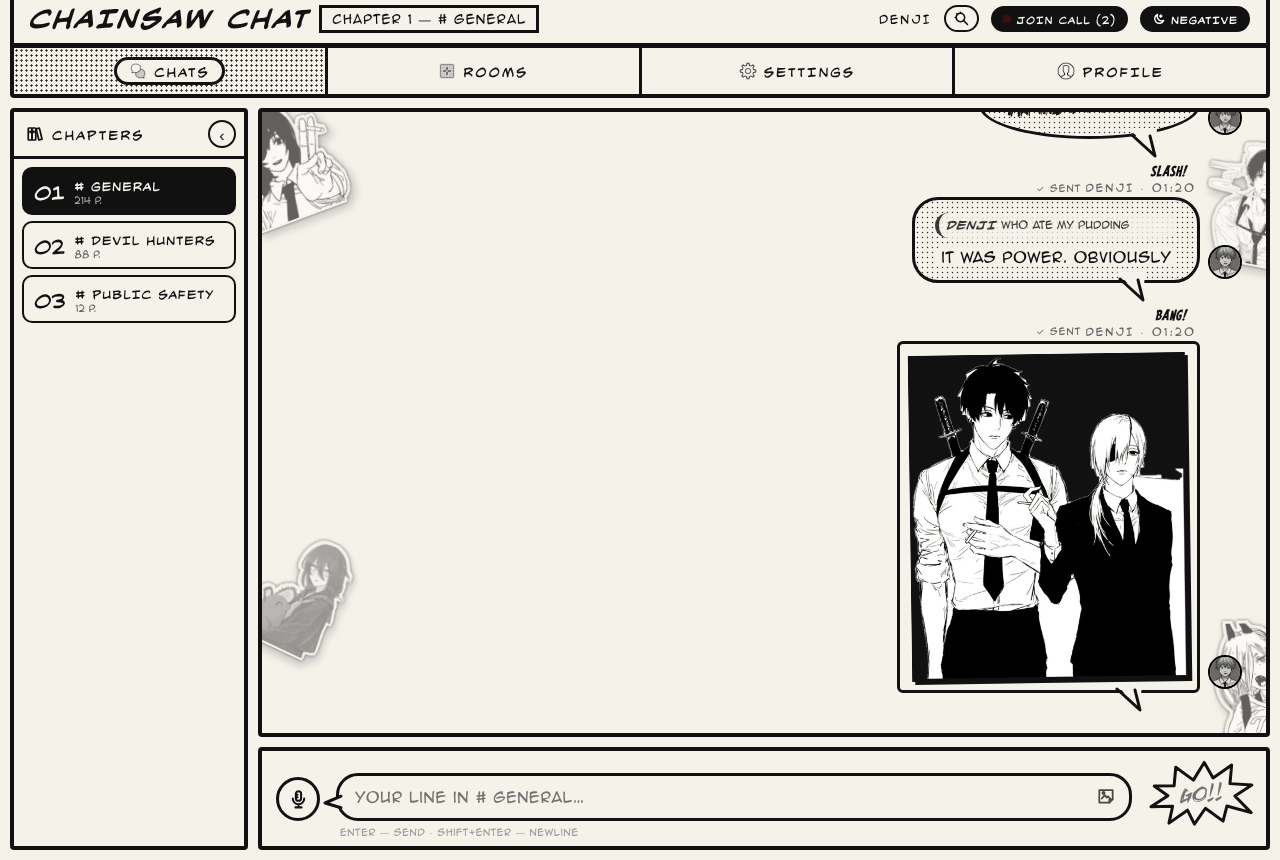 CHAINSAW CHAT
CHAPTER 1 — # GENERAL
DENJI
JOIN CALL (2)
NEGATIVE
CHATS
ROOMS
SETTINGS
PROFILE
CHAPTERS
‹
01 # GENERAL
214 P.
02 # DEVIL HUNTERS
88 P.
03 # PUBLIC SAFETY
12 P.
SLASH!
✓ SENT DENJI · 01:20
DENJI WHO ATE MY PUDDING
IT WAS POWER. OBVIOUSLY
BANG!
✓ SENT DENJI · 01:20
YOUR LINE IN # GENERAL...
GO!!
ENTER — SEND · SHIFT+ENTER — NEWLINE